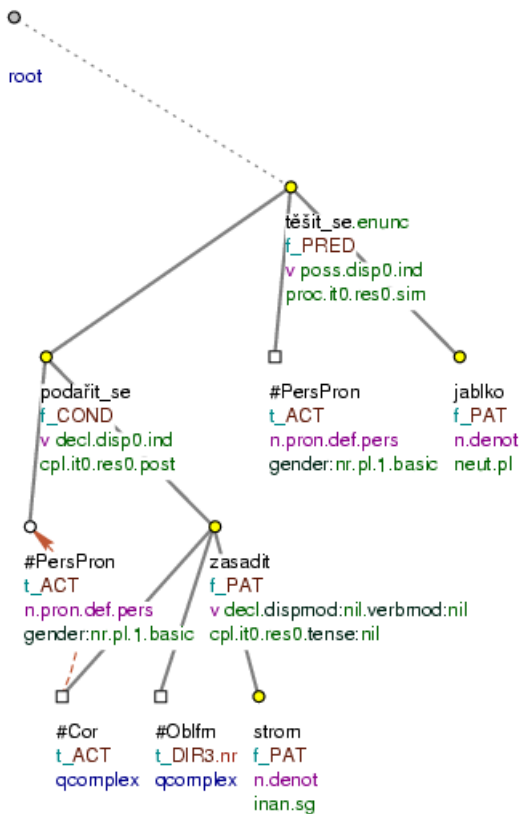 root
těšit_se.enunc
f_PRED
v poss.disp0.ind
proc.it0.res0.sim
podařit_se
f_COND
v decl.disp0.ind
cpl.it0.res0.post
#PersPron
t_ACT
n.pron.def.pers
gender:nr.pl.1.basic
jablko
f_PAT
n.denot
neut.pl
#PersPron
t_ACT
n.pron.def.pers
gender:nr.pl.1.basic
zasadit
f_PAT
v decl.dispmod:nil.verbmod:nil
cpl.it0.res0.tense:nil
#Cor
t_ACT
qcomplex
#Oblfm
t_DIR3.nr
qcomplex
strom
f_PAT
n.denot
inan.sg